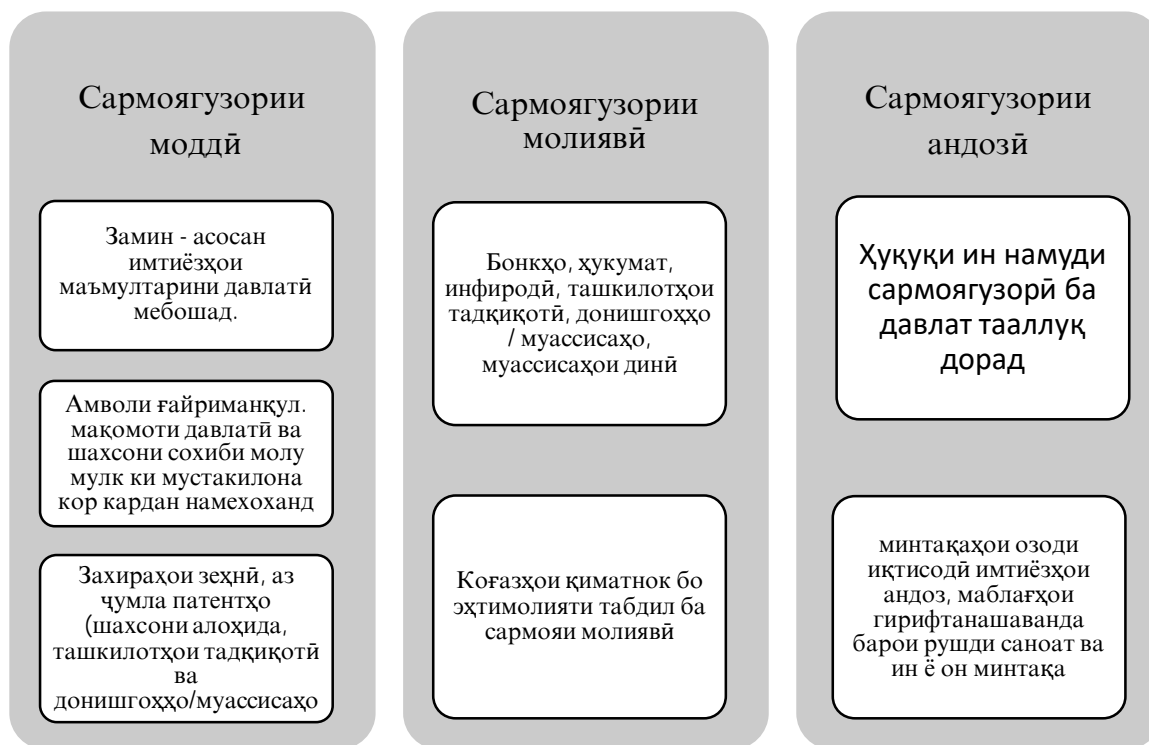 Сармоягузории
моддӣ
Замин - асосан
имтиёзҳои
маъмултарини давлатӣ
мебошад.
Амволи ғайриманқул.
мақомоти давлатӣ ва
шахсони сохиби молу
мулк ки мустакилона
кор кардан намехоханд
Захираҳои зеҳнӣ, аз
ҷумла патентҳо
(шахсони алоҳида,
ташкилотҳои тадқиқотӣ
ва
донишгоҳҳо/муассисаҳо
Сармоягузории
молиявӣ
Бонкҳо, ҳукумат,
инфиродӣ, ташкилотҳои
тадқиқотӣ, донишгоҳҳо
/ муассисаҳо,
муассисаҳои динӣ
Коғазҳои қиматнок бо
эҳтимолияти табдил ба
сармояи молиявӣ
Сармоягузории
андозӣ
Ҳуқуқи ин намуди
сармоягузорӣ ба
давлат тааллуқ
дорад
минтақаҳои озоди
иқтисодӣ имтиёзҳои
андоз, маблағҳои
гирифтанашаванда
барои рушди саноат ва
ин ё он минтақа